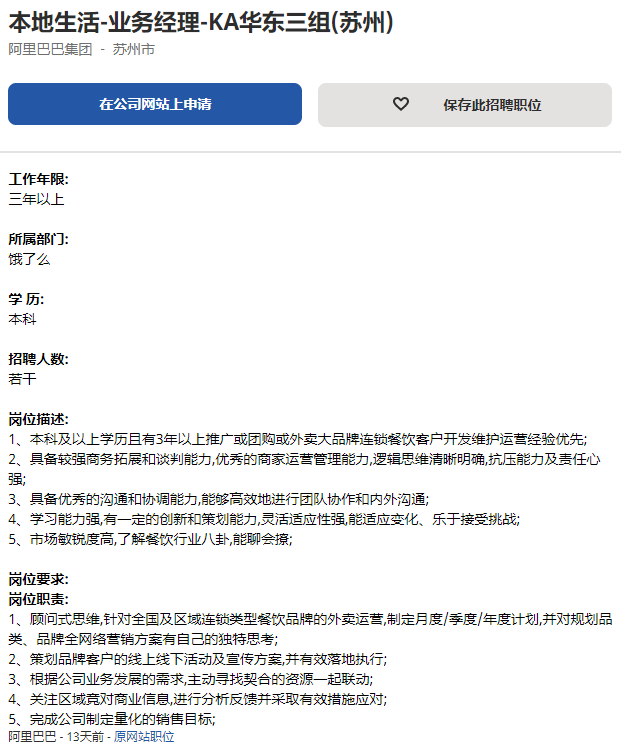 本地生活-业务经理-KA华东三组(苏州)
阿里巴巴集团 - 苏州市
在公司网站上申请
保存此招聘职位
工作年限:
三年以上
所属部门:
饿了么
学 历:
本科
招聘人数:
若干
岗位描述:
1、本科及以上学历且有3年以上推广或团购或外卖大品牌连锁餐饮客户开发维护运营经验优先;
2、具备较强商务拓展和谈判能力,优秀的商家运营管理能力,逻辑思维清晰明确,抗压能力及责任心
强;
3、具备优秀的沟通和协调能力,能够高效地进行团队协作和内外沟通;
4、学习能力强,有一定的创新和策划能力,灵活适应性强,能适应变化、乐于接受挑战;
5、市场敏锐度高,了解餐饮行业八卦,能聊会撩;
岗位要求:
岗位职责:
1、顾问式思维,针对全国及区域连锁类型餐饮品牌的外卖运营,制定月度/季度/年度计划,并对规划品
类、品牌全网络营销方案有自己的独特思考;
2、策划品牌客户的线上线下活动及宣传方案,并有效落地执行;
3、根据公司业务发展的需求,主动寻找契合的资源一起联动;
4、关注区域竞对商业信息,进行分析反馈并采取有效措施应对;
5、完成公司制定量化的销售目标;
阿里巴巴 - 13天前 - 原网站职位